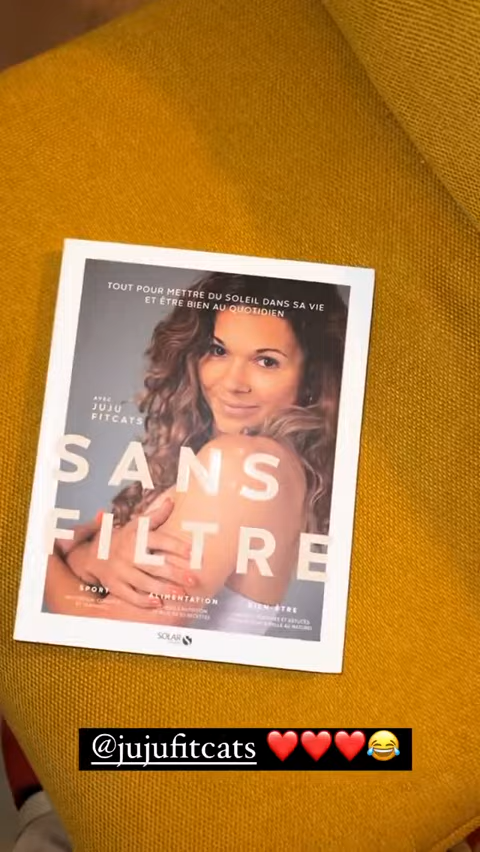 TOUT POUR METTRE DU SOLEIL DANS SA VIE
ET ÊTRE BIEN AU QUOTIDIEN
AVEC
JUJU
FITCATS
SANS
FILTRE
SPORT
ALIMENTATION
BIEN-ÊTRE
SOLAR
@jujufitcats ❤️❤️❤️😂